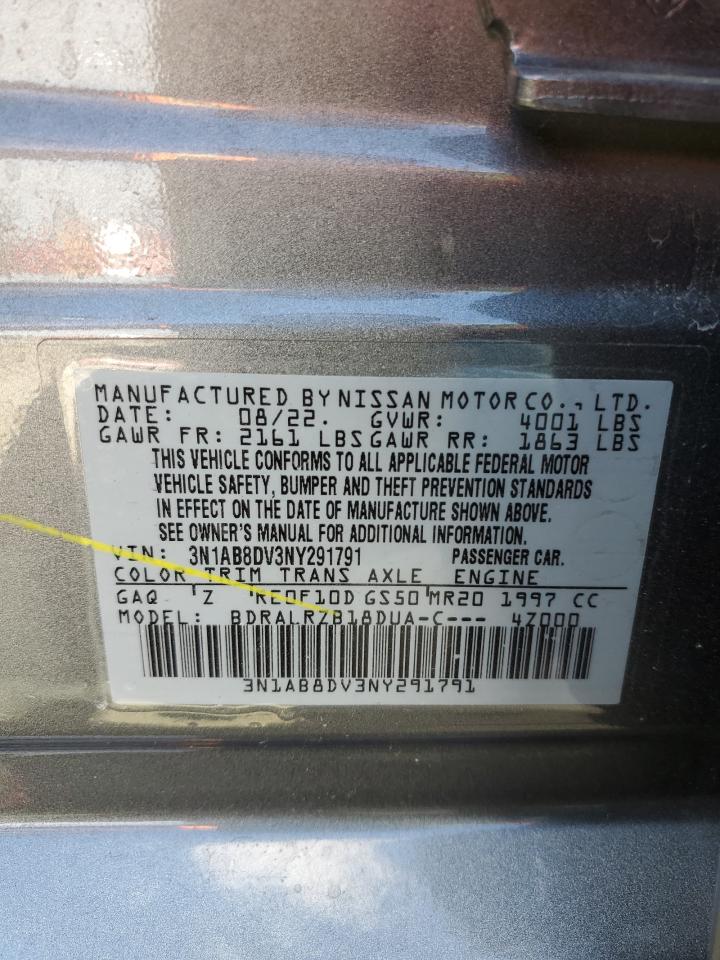 MANUFACTURED BY NISSAN MOTOR CO., LTD.
DATE: 08/22. GVWR: 4001 LBS
GAWR FR: 2161 LBS GAWR RR: 1863 LBS
THIS VEHICLE CONFORMS TO ALL APPLICABLE FEDERAL MOTOR
VEHICLE SAFETY, BUMPER AND THEFT PREVENTION STANDARDS
IN EFFECT ON THE DATE OF MANUFACTURE SHOWN ABOVE.
SEE OWNER'S MANUAL FOR ADDITIONAL INFORMATION.
VIN: 3N1AB8DV3NY291791 PASSENGER CAR.
COLOR TRIM TRANS AXLE ENGINE
GAQ 'Z 'RE0F10D GS50'MR20 1997 CC
MODEL: BDRALRZB18DUA-C--- 4Z000
3N1AB8DV3NY291791